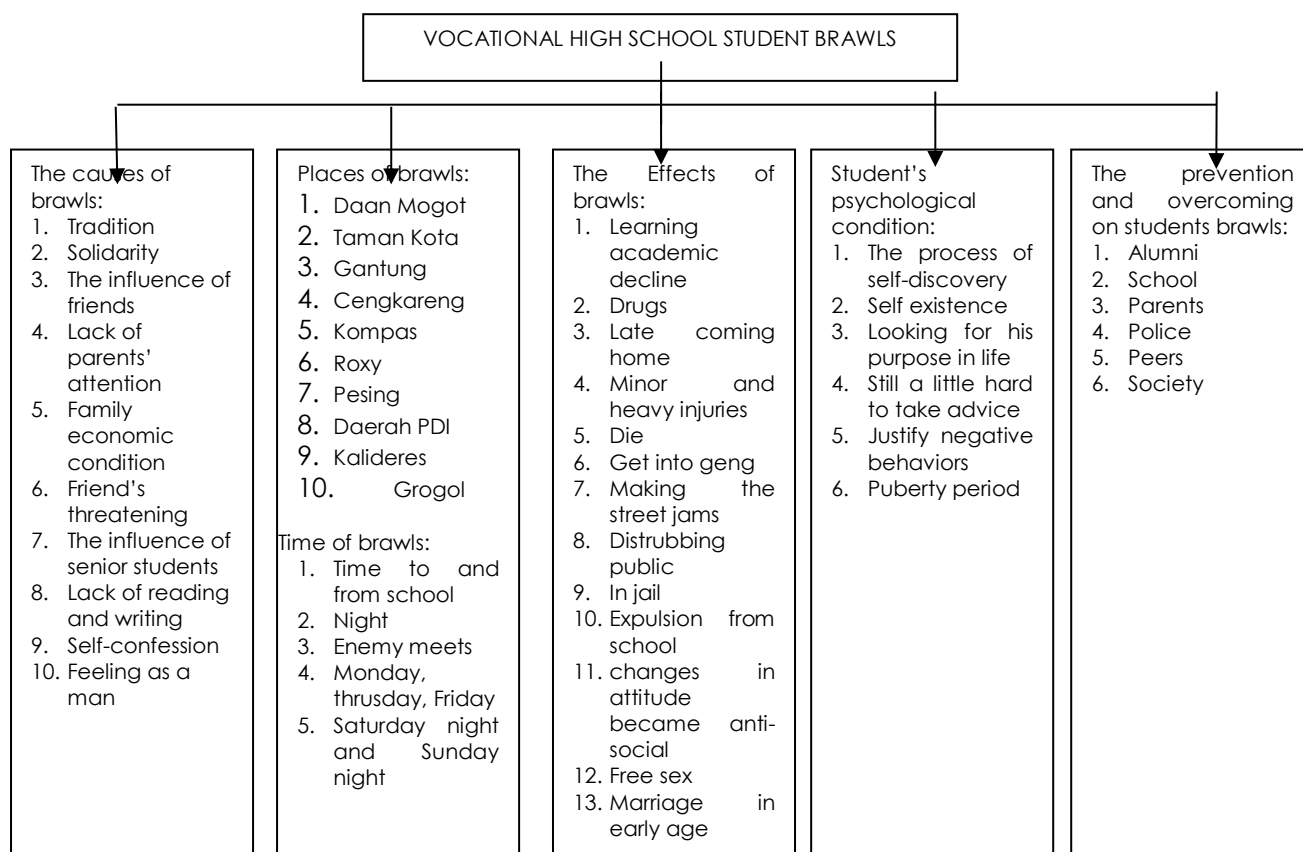 VOCATIONAL HIGH SCHOOL STUDENT BRAWLS
The causes of
brawls:
1. Tradition
2. Solidarity
3. The influence of
friends
4. Lack of
parents'
attention
5. Family
economic
condition
6. Friend's
threatening
7. The influence of
senior students
8. Lack of reading
and writing
9. Self-confession
10. Feeling as a
man
Places of brawls:
1. Daan Mogot
2. Taman Kota
3. Gantung
4. Cengkareng
5. Kompas
6. Roxy
7. Pesing
8. Daerah PDI
9. Kalideres
10. Grogol
Time of brawls:
1. Time to and
from school
2. Night
3. Enemy meets
4. Monday,
thrusday, Friday
5. Saturday night
and Sunday
night
The Effects of
brawls:
1. Learning
academic
decline
2. Drugs
3. Late coming
home
4. Minor and
heavy injuries
5. Die
6. Get into geng
7. Making the
street jams
8. Distrubbing
public
9. In jail
10. Expulsion from
school
11. changes in
attitude
became anti-
social
12. Free sex
13. Marriage in
early age
Student's
psychological
condition:
1. The process of
self-discovery
2. Self existence
3. Looking for his
purpose in life
4. Still a little hard
to take advice
5. Justify negative
behaviors
6. Puberty period
The prevention
and overcoming
on students brawls:
1. Alumni
2. School
3. Parents
4. Police
5. Peers
6. Society